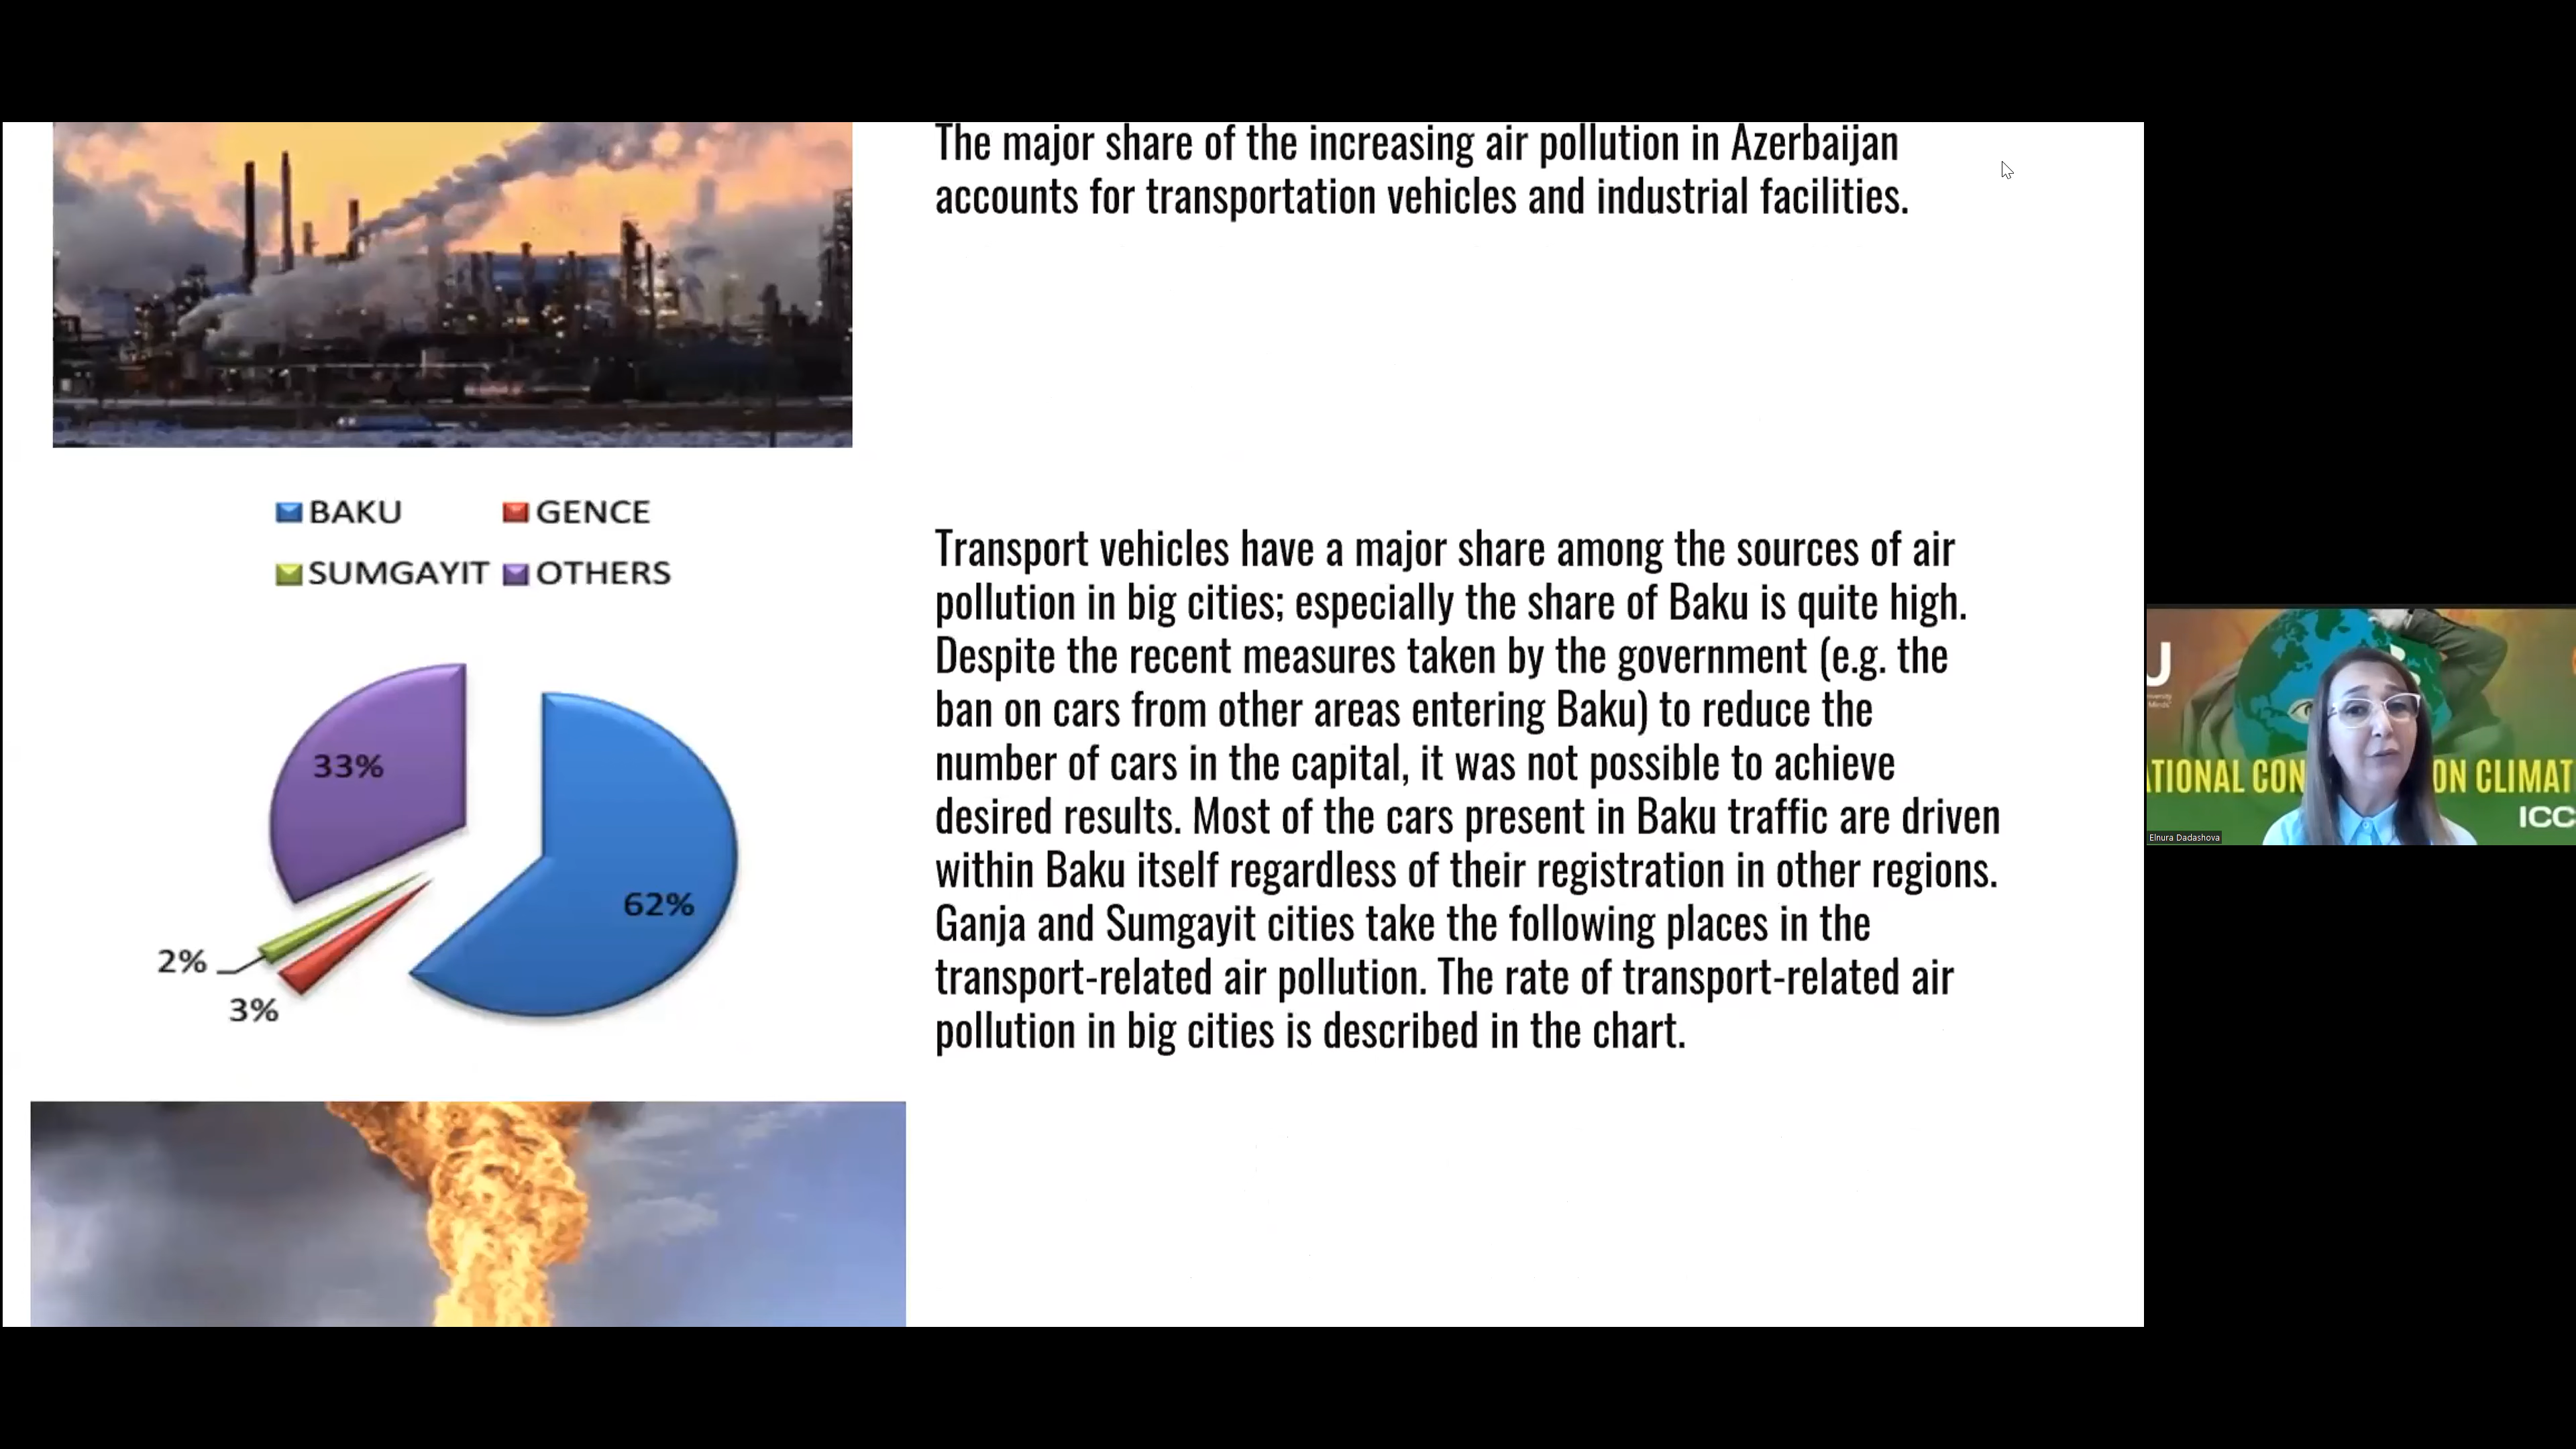 The major share of the increasing air pollution in Azerbaijan
accounts for transportation vehicles and industrial facilities.
BAKU GENCE
SUMGAYIT OTHERS
33%
62%
2%
3%
Transport vehicles have a major share among the sources of air
pollution in big cities; especially the share of Baku is quite high.
Despite the recent measures taken by the government (e.g. the
ban on cars from other areas entering Baku) to reduce the
number of cars in the capital, it was not possible to achieve
desired results. Most of the cars present in Baku traffic are driven
within Baku itself regardless of their registration in other regions.
Ganja and Sumgayit cities take the following places in the
transport-related air pollution. The rate of transport-related air
pollution in big cities is described in the chart.
U
ATIONAL CON ON CLIMAT
ICC
Elnura Dadashova